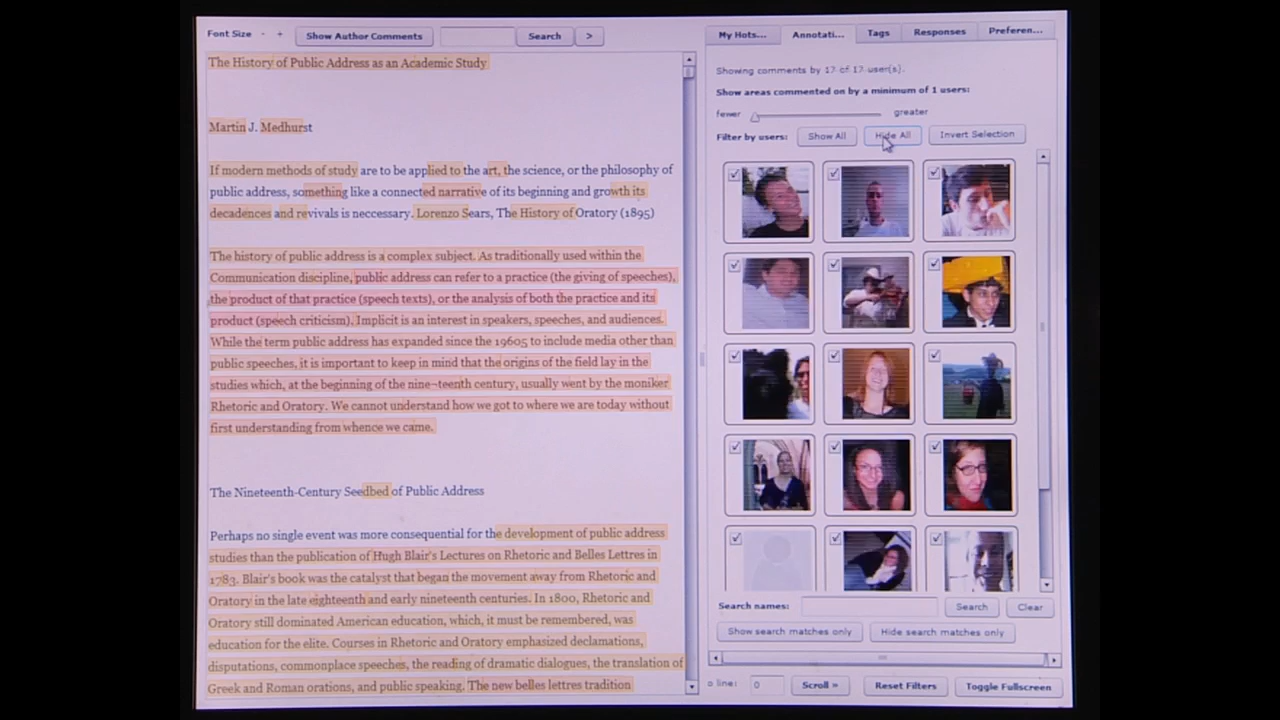 Font Size - +
Show Author Comments
Search
>
My Hots...
Annotati...
Tags
Responses
Preferen...
The History of Public Address as an Academic Study
Martin J. Medhurst
If modern methods of study are to be applied to the art, the science, or the philosophy of
public address, something like a connected narrative of its beginning and growth its
decadences and revivals is neccessary. Lorenzo Sears, The History of Oratory (1895)
The history of public address is a complex subject. As traditionally used within the
Communication discipline, public address can refer to a practice (the giving of speeches),
the product of that practice (speech texts), or the analysis of both the practice and its
product (speech criticism). Implicit is an interest in speakers, speeches, and audiences.
While the term public address has expanded since the 1960s to include media other than
public speeches, it is important to keep in mind that the origins of the field lay in the
studies which, at the beginning of the nine¬teenth century, usually went by the moniker
Rhetoric and Oratory. We cannot understand how we got to where we are today without
first understanding from whence we came.
The Nineteenth-Century Seedbed of Public Address
Perhaps no single event was more consequential for the development of public address
studies than the publication of Hugh Blair's Lectures on Rhetoric and Belles Lettres in
1783. Blair's book was the catalyst that began the movement away from Rhetoric and
Oratory in the late eighteenth and early nineteenth centuries. In 1800, Rhetoric and
Oratory still dominated American education, which, it must be remembered, was
education for the elite. Courses in Rhetoric and Oratory emphasized declamations,
disputations, commonplace speeches, the reading of dramatic dialogues, the translation of
Greek and Roman orations, and public speaking. The new belles lettres tradition
Showing comments by 17 of 17 user(s).
Show areas commented on by a minimum of 1 users:
fewer
greater
Filter by users:
Show All
Hide All
Invert Selection
Search names:
Search
Clear
Show search matches only
Hide search matches only
o line: 0
Scroll »
Reset Filters
Toggle Fullscreen